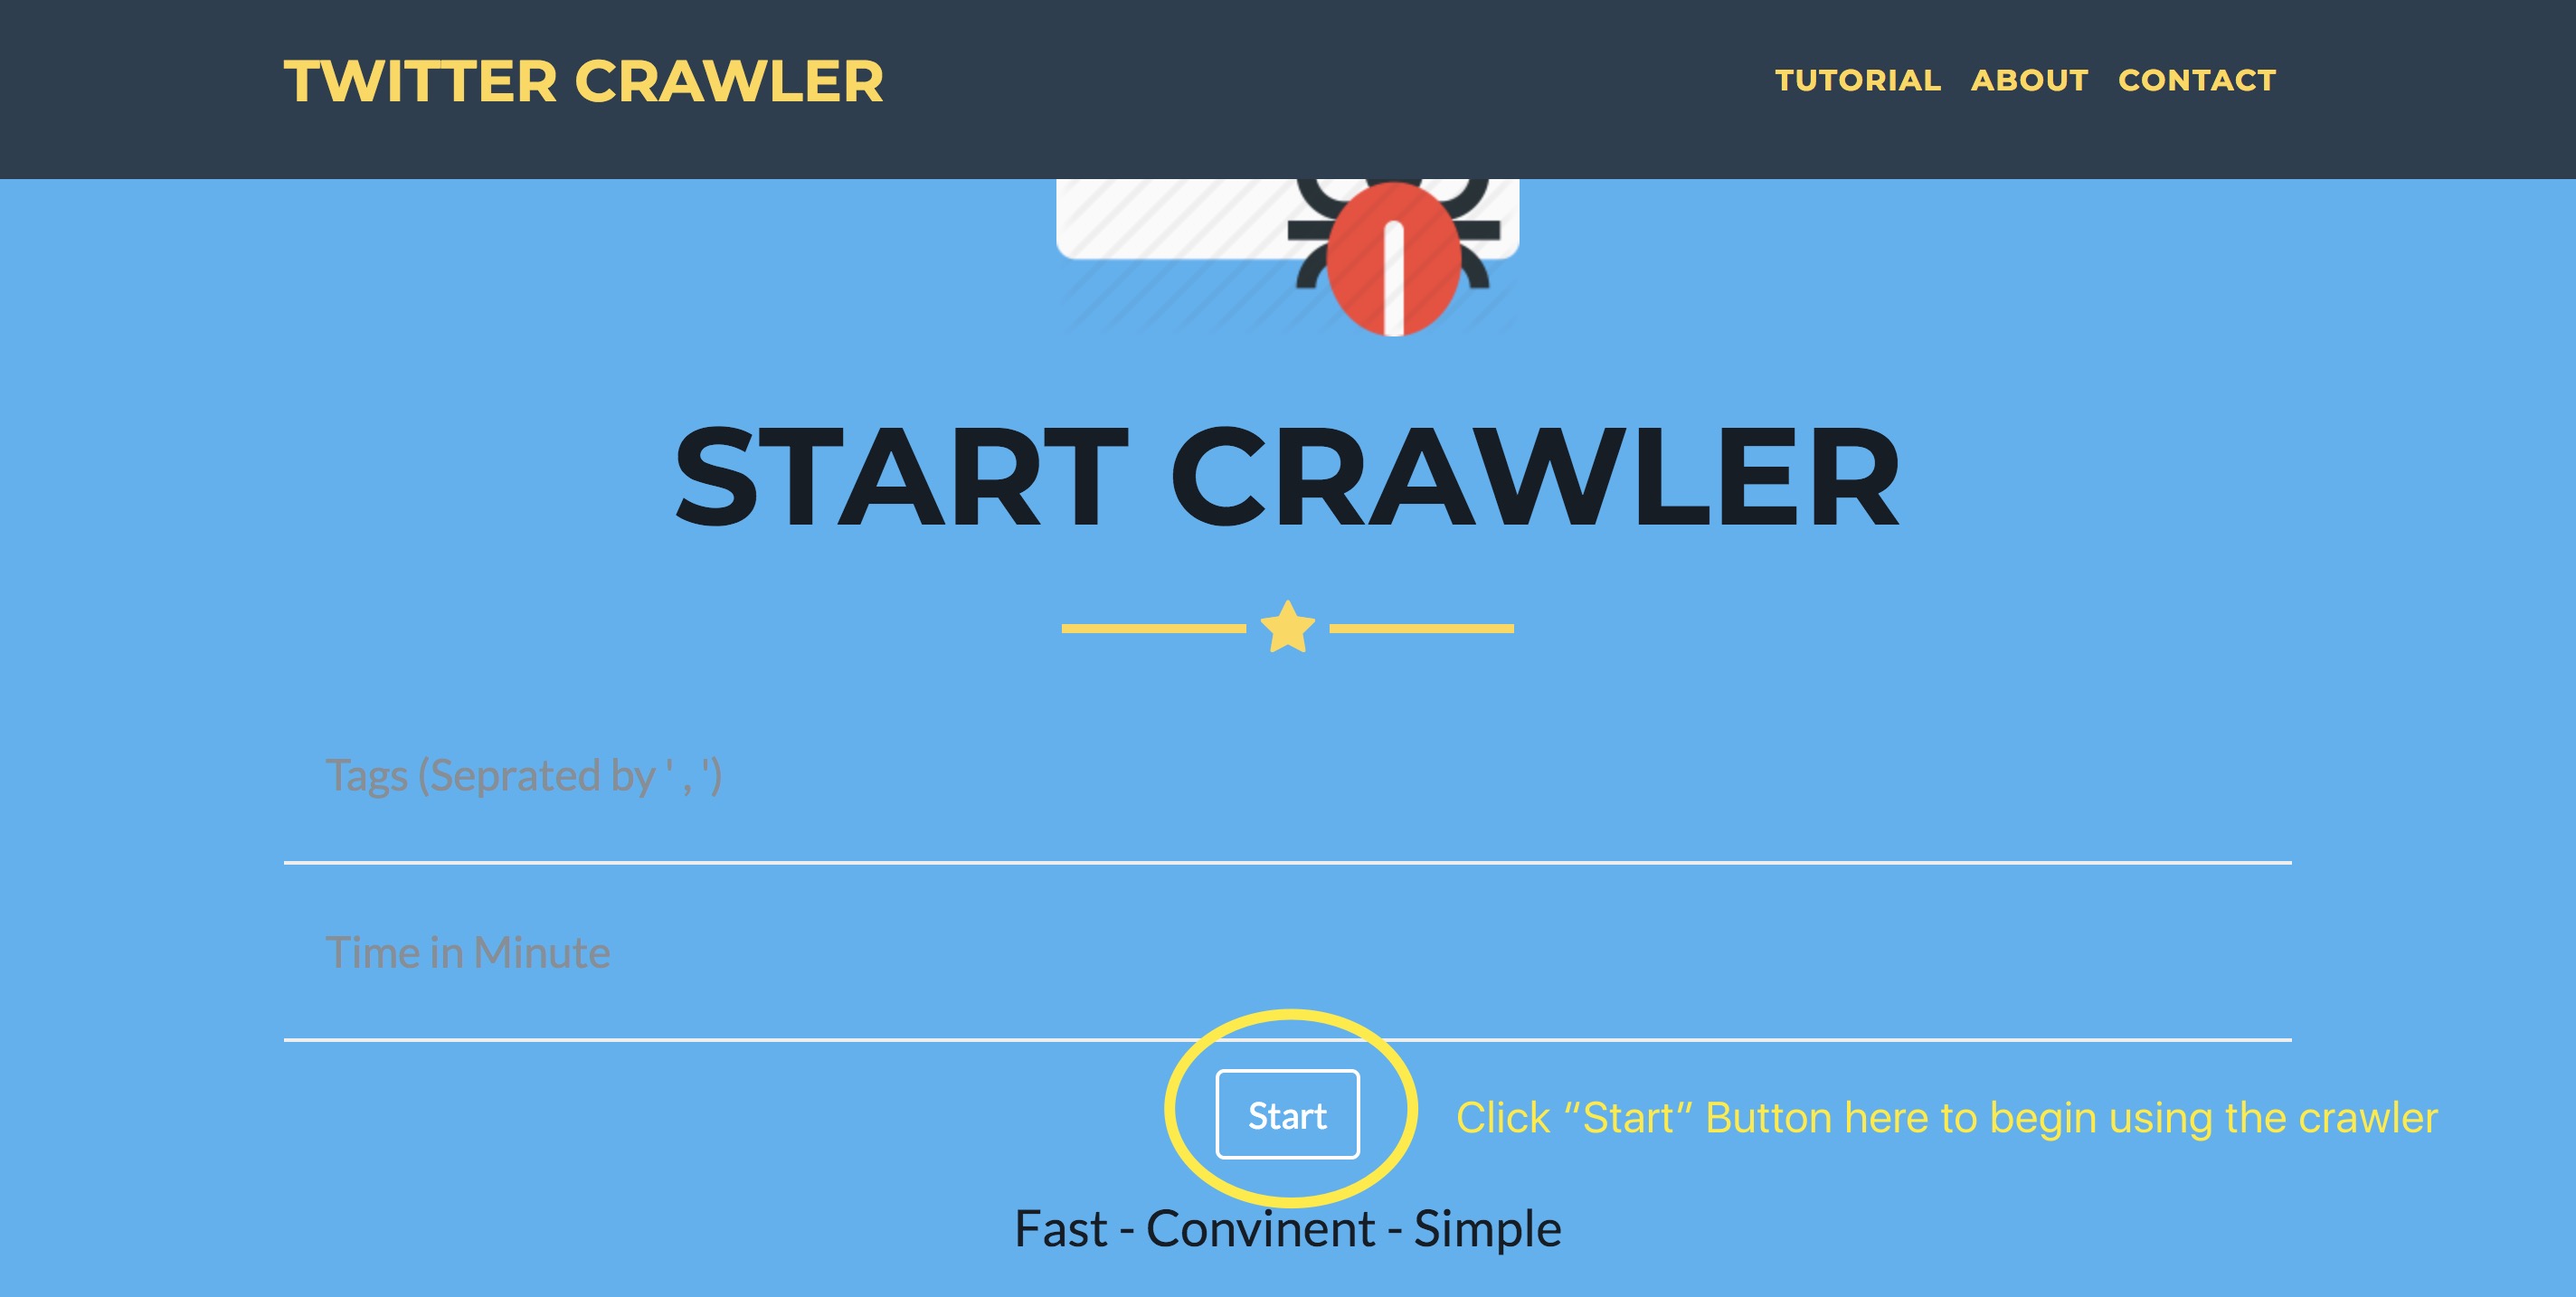 TWITTER CRAWLER
TUTORIAL ABOUT CONTACT
START CRAWLER
Tags (Seprated by ' , ')
Time in Minute
Start
Click “Start” Button here to begin using the crawler
Fast - Convinent - Simple